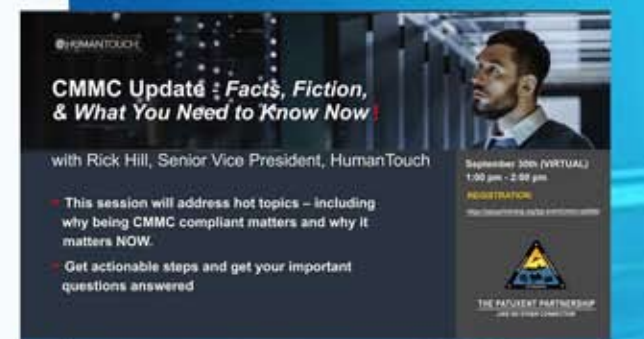 HUMANTOUCH
CMMC Update : Facts, Fiction,
& What You Need to Know Now !
with Rick Hill, Senior Vice President, HumanTouch
This session will address hot topics – including
why being CMMC compliant matters and why it
matters NOW.
Get actionable steps and get your important
questions answered
September 30th (VIRTUAL)
1:00 pm - 2:00 pm
REGISTRATION:
THE PATUXENT PARTNERSHIP